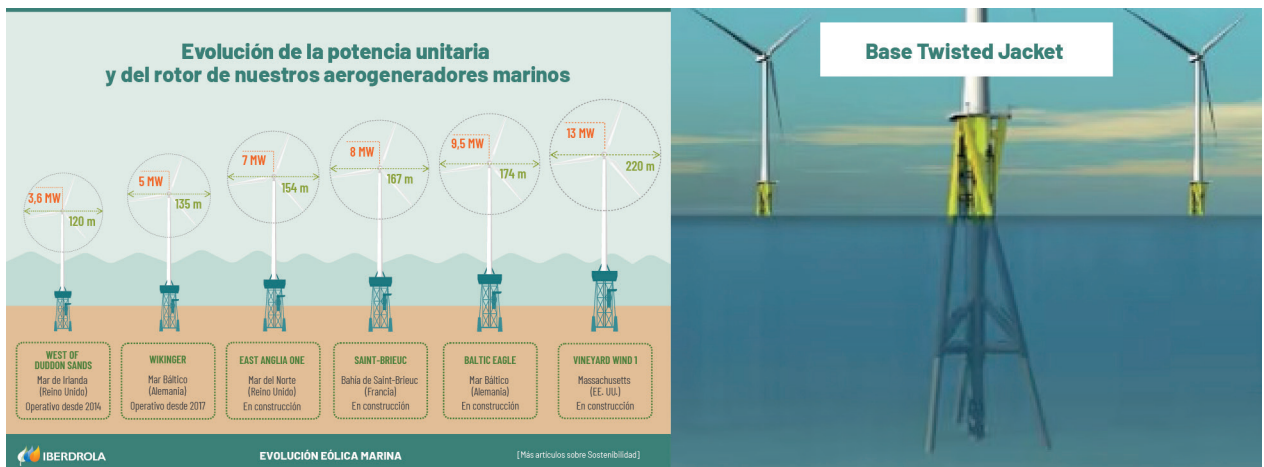 Evolución de la potencia unitaria
y del rotor de nuestros aerogeneradores marinos
3,6 MW
120 m
5 MW
135 m
7 MW
154 m
8 MW
167 m
9,5 MW
174 m
13 MW
220 m
WEST OF
DUDDON SANDS
Mar de Irlanda
(Reino Unido)
Operativo desde 2014
WIKINGER
Mar Báltico
(Alemania)
Operativo desde 2017
EAST ANGLIA ONE
Mar del Norte
(Reino Unido)
En construcción
SAINT-BRIEUC
Bahía de Saint-Brieuc
(Francia)
En construcción
BALTIC EAGLE
Mar Báltico
(Alemania)
En construcción
VINEYARD WIND 1
Massachusetts
(EE. UU.)
En construcción
IBERDROLA
EVOLUCIÓN EÓLICA MARINA
[Más artículos sobre Sostenibilidad]
Base Twisted Jacket